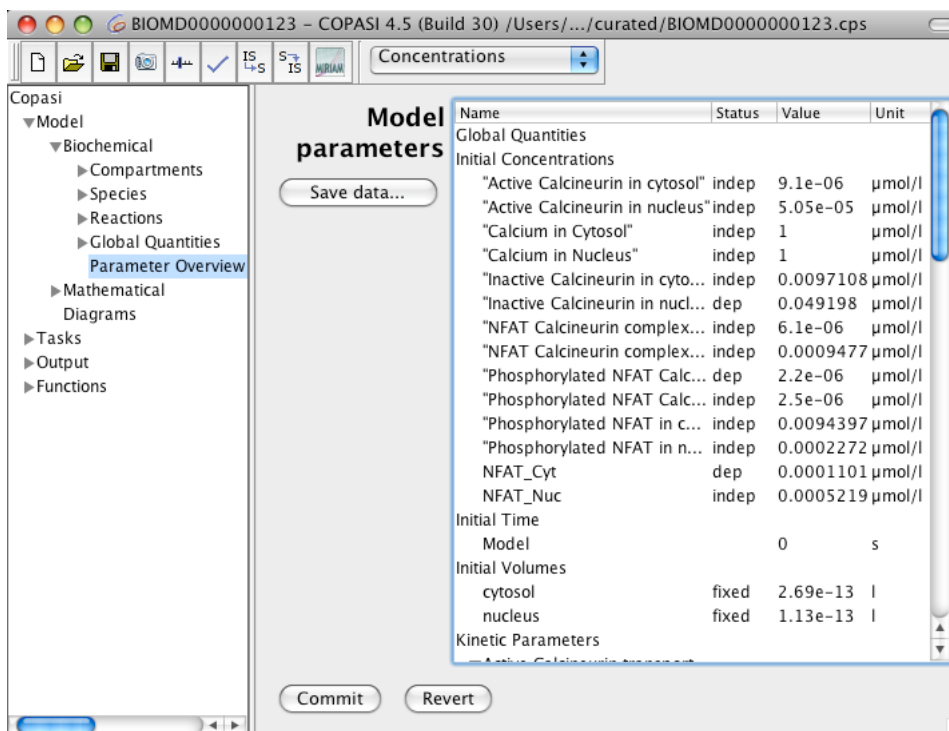 BIOMD0000000123 – COPASI 4.5 (Build 30) /Users/.../curated/BIOMD0000000123.cps
IS S S IS MIRIAM Concentrations
Copasi
Model
Biochemical
Compartments
Species
Reactions
Global Quantities
Parameter Overview
Mathematical
Diagrams
Tasks
Output
Functions
Model parameters
Save data...
Name Status Value Unit
Global Quantities
Initial Concentrations
"Active Calcineurin in cytosol" indep 9.1e-06 µmol/l
"Active Calcineurin in nucleus" indep 5.05e-05 µmol/l
"Calcium in Cytosol" indep 1 µmol/l
"Calcium in Nucleus" indep 1 µmol/l
"Inactive Calcineurin in cyto... indep 0.0097108 µmol/l
"Inactive Calcineurin in nucl... dep 0.049198 µmol/l
"NFAT Calcineurin complex... indep 6.1e-06 µmol/l
"NFAT Calcineurin complex... indep 0.0009477 µmol/l
"Phosphorylated NFAT Calc... dep 2.2e-06 µmol/l
"Phosphorylated NFAT Calc... indep 2.5e-06 µmol/l
"Phosphorylated NFAT in c... indep 0.0094397 µmol/l
"Phosphorylated NFAT in n... indep 0.0002272 µmol/l
NFAT_Cyt dep 0.0001101 µmol/l
NFAT_Nuc indep 0.0005219 µmol/l
Initial Time
Model 0 s
Initial Volumes
cytosol fixed 2.69e-13 l
nucleus fixed 1.13e-13 l
Kinetic Parameters
Commit Revert